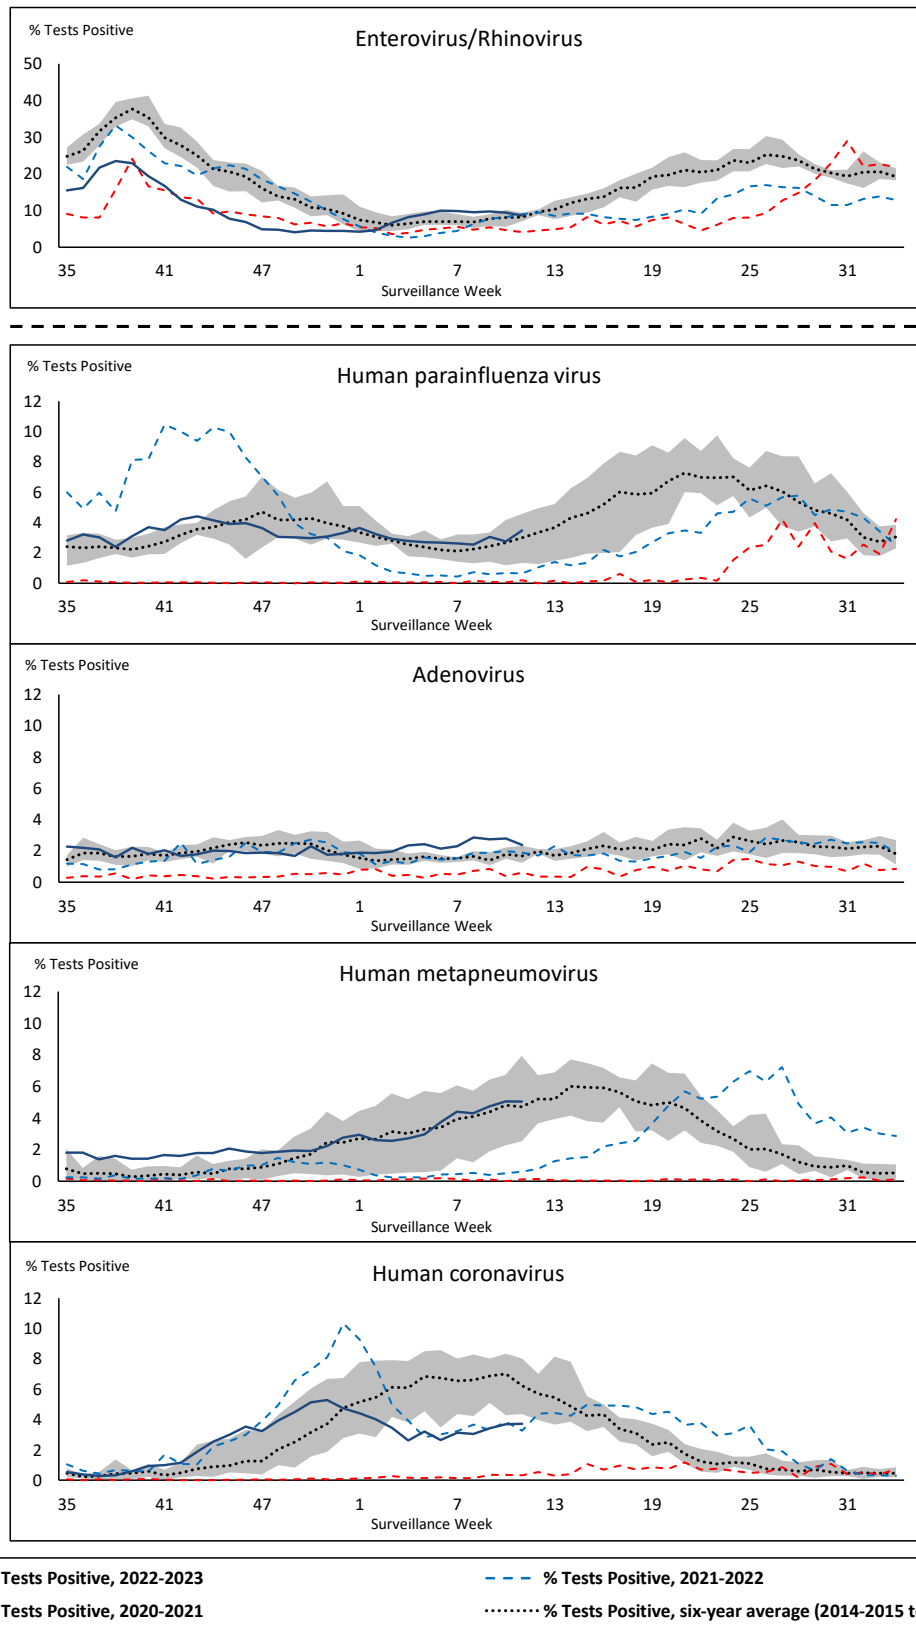 % Tests Positive
Enterovirus/Rhinovirus
50
40
30
20
10
0
35 41 47 1 7 13 19 25 31
Surveillance Week
% Tests Positive
Human parainfluenza virus
12
10
8
6
4
2
0
35 41 47 1 7 13 19 25 31
Surveillance Week
% Tests Positive
Adenovirus
12
10
8
6
4
2
0
35 41 47 1 7 13 19 25 31
Surveillance Week
% Tests Positive
Human metapneumovirus
12
10
8
6
4
2
0
35 41 47 1 7 13 19 25 31
Surveillance Week
% Tests Positive
Human coronavirus
12
10
8
6
4
2
0
35 41 47 1 7 13 19 25 31
Surveillance Week
Tests Positive, 2022-2023 % Tests Positive, 2021-2022
Tests Positive, 2020-2021 % Tests Positive, six-year average (2014-2015 t